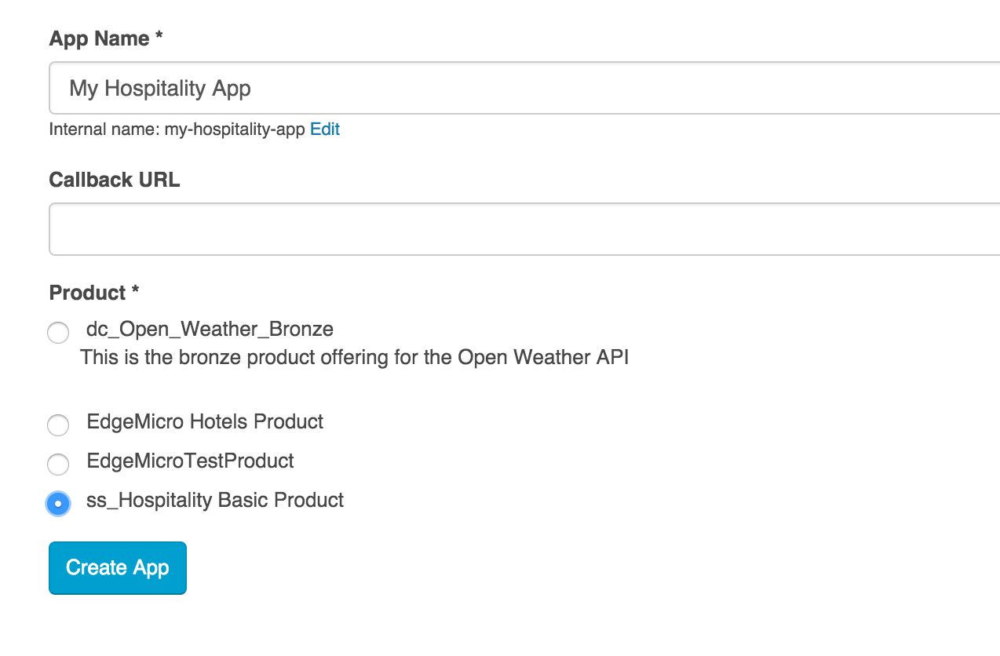 App Name *
My Hospitality App
Internal name: my-hospitality-app Edit
Callback URL
Product *
dc_Open_Weather_Bronze
This is the bronze product offering for the Open Weather API
EdgeMicro Hotels Product
EdgeMicroTestProduct
ss_Hospitality Basic Product
Create App